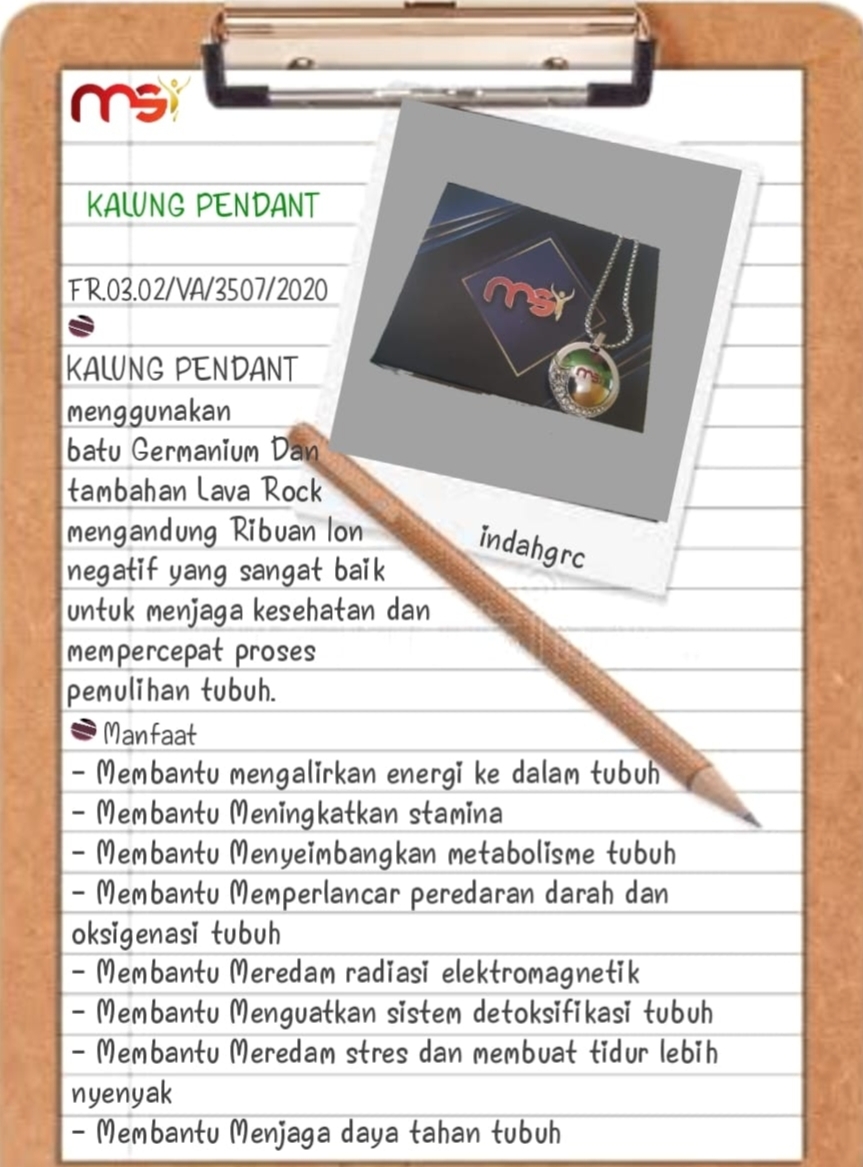 msi
KALUNG PENDANT
FR.03.02/VA/3507/2020
KALUNG PENDANT
menggunakan
batu Germanium Dan
tambahan Lava Rock
mengandung Ribuan Ion
negatif yang sangat baik
untuk menjaga kesehatan dan
mempercepat proses
pemulihan tubuh.
msi
msi
indahgrc
Manfaat
- Membantu mengalirkan energi ke dalam tubuh
- Membantu Meningkatkan stamina
- Membantu Menyeimbangkan metabolisme tubuh
- Membantu Memperlancar peredaran darah dan
oksigenasi tubuh
- Membantu Meredam radiasi elektromagnetik
- Membantu Menguatkan sistem detoksifikasi tubuh
- Membantu Meredam stres dan membuat tidur lebih
nyenyak
- Membantu Menjaga daya tahan tubuh